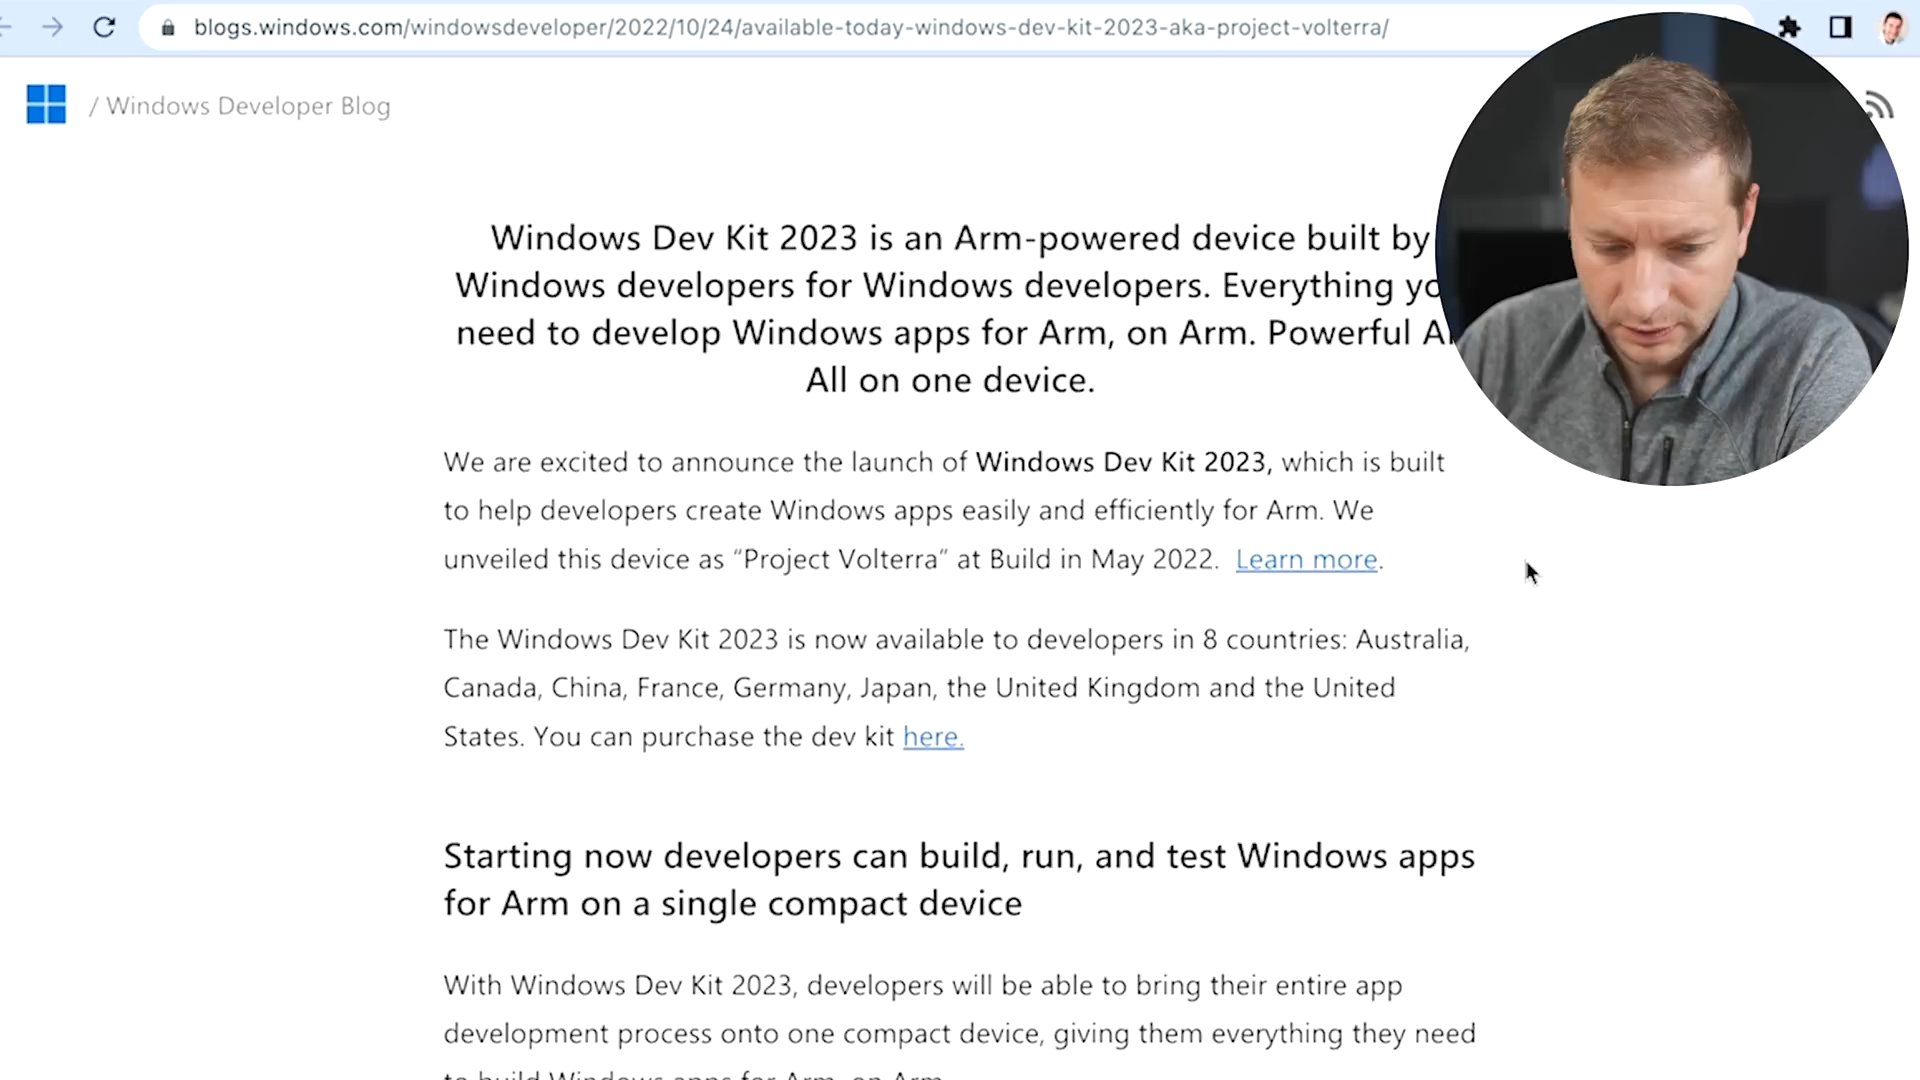 blogs.windows.com/windowsdeveloper/2022/10/24/available-today-windows-dev-kit-2023-aka-project-volterra/
/ Windows Developer Blog
Windows Dev Kit 2023 is an Arm-powered device built by
Windows developers for Windows developers. Everything
need to develop Windows apps for Arm, on Arm. Powerful
All on one device.
We are excited to announce the launch of Windows Dev Kit 2023, which is built
to help developers create Windows apps easily and efficiently for Arm. We
unveiled this device as “Project Volterra” at Build in May 2022. Learn more.
The Windows Dev Kit 2023 is now available to developers in 8 countries: Australia,
Canada, China, France, Germany, Japan, the United Kingdom and the United
States. You can purchase the dev kit here.
Starting now developers can build, run, and test Windows apps
for Arm on a single compact device
With Windows Dev Kit 2023, developers will be able to bring their entire app
development process onto one compact device, giving them everything they need
to build Windows apps for Arm, on Arm.